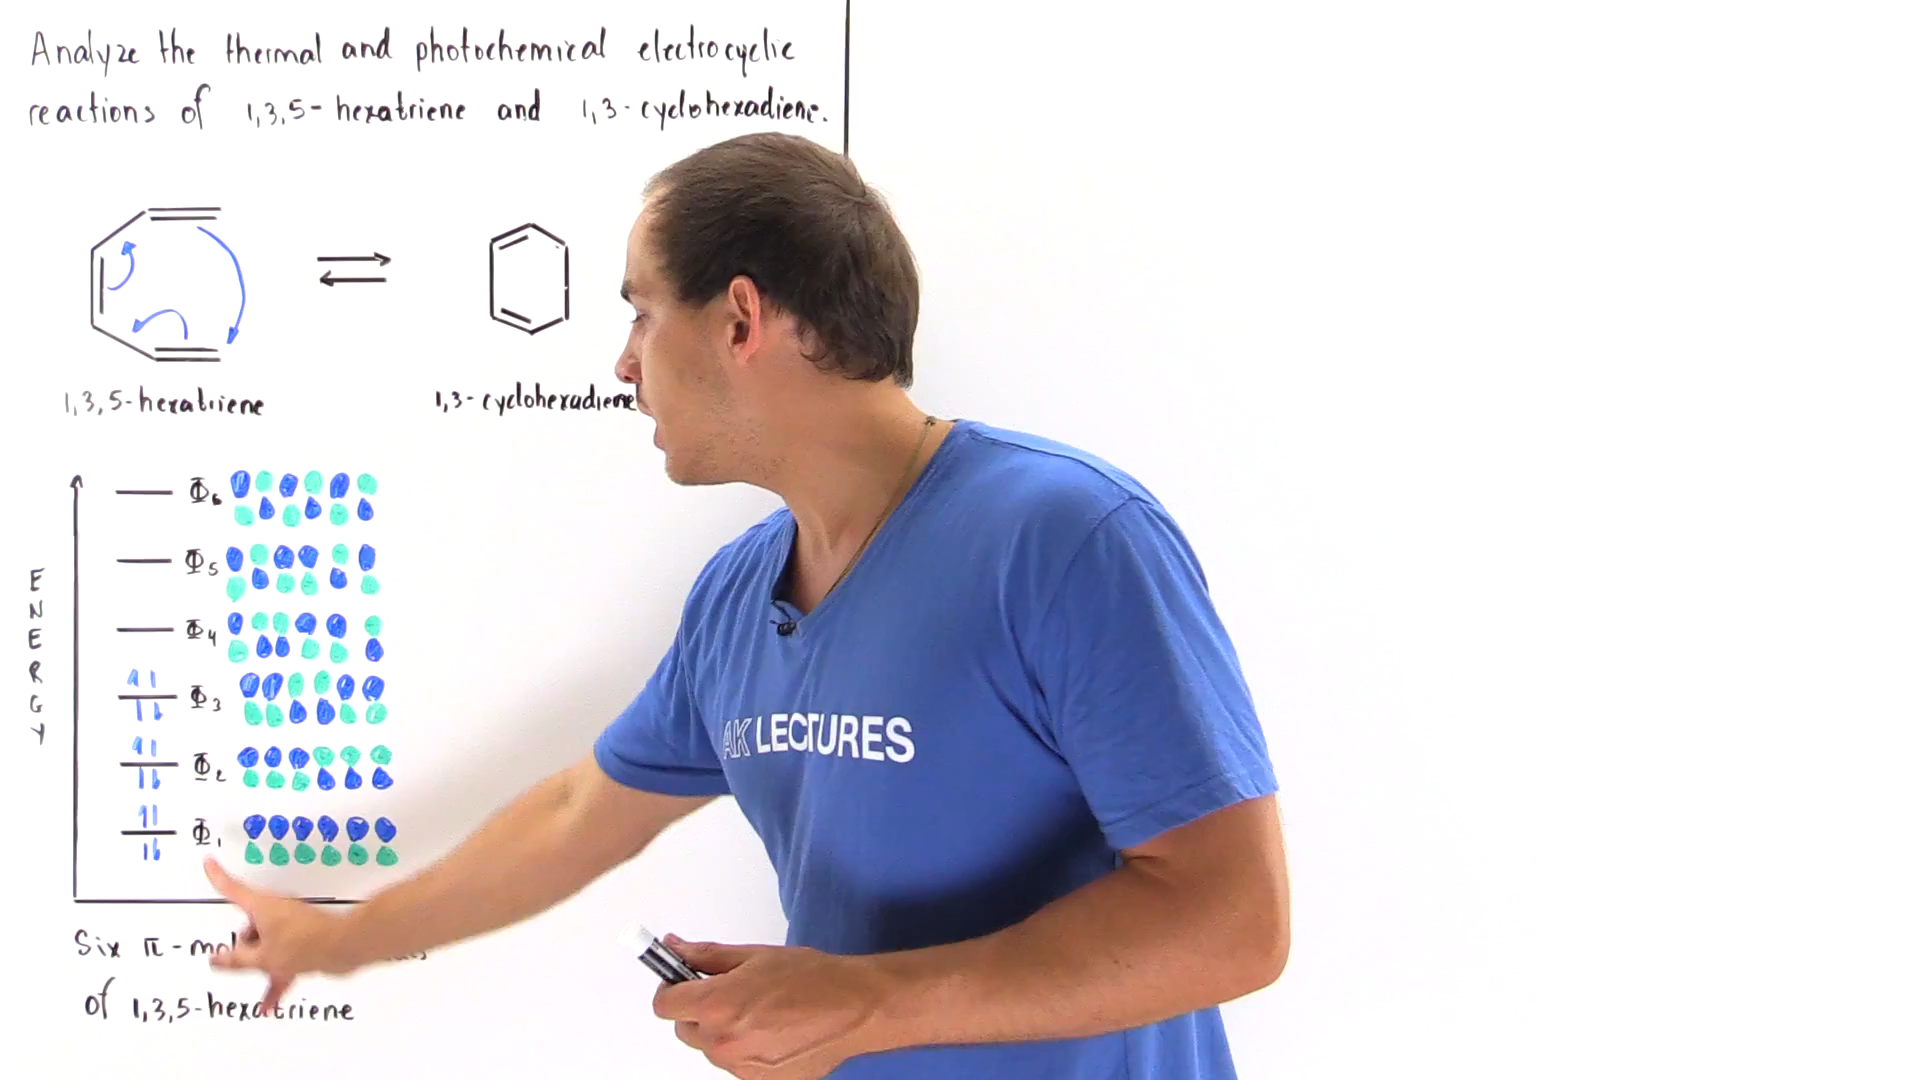 Analyze the thermal and photochemical electrocyclic
reactions of 1,3,5-hexatriene and 1,3-cyclohexadiene.
1,3,5-hexatriene
1,3-cyclohexadiene
ENERGY
Φ6
Φ5
Φ4
Φ3
Φ2
Φ1
Six π-
of 1,3,5-hexatriene
AK LECTURES